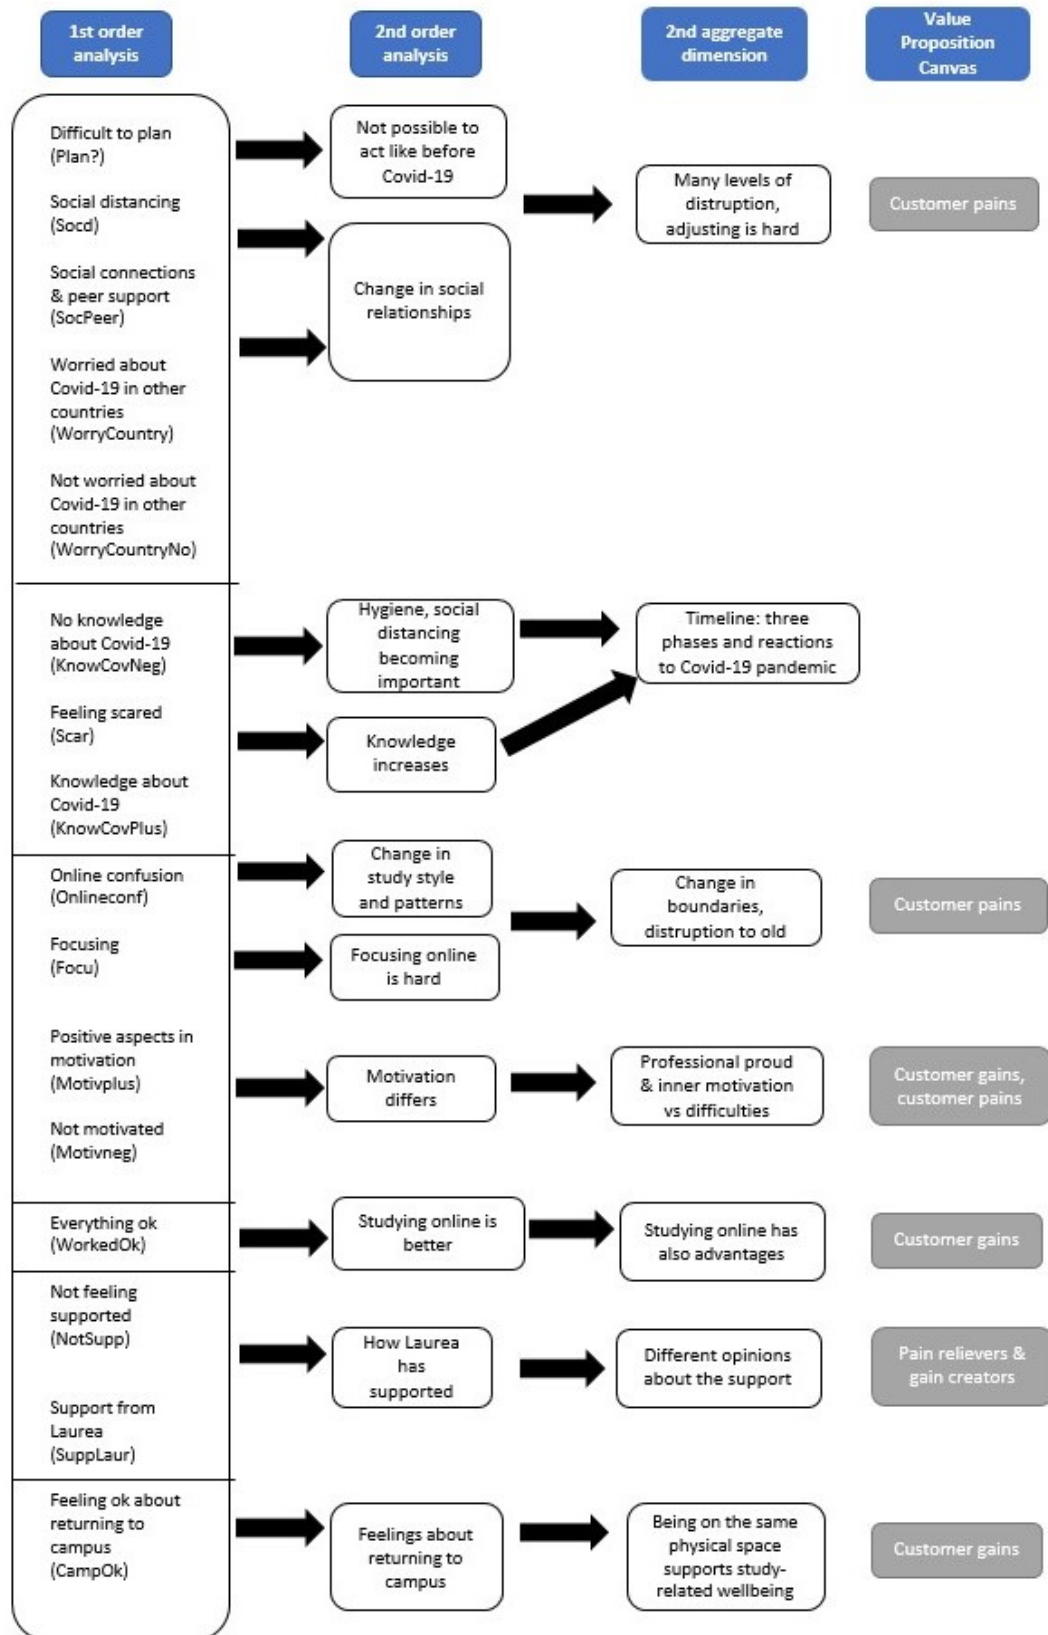 1st order
analysis
2nd order
analysis
2nd aggregate
dimension
Value
Proposition
Canvas
Difficult to plan
(Plan?)
Social distancing
(Socd)
Social connections
& peer support
(SocPeer)
Worried about
Covid-19 in other
countries
(WorryCountry)
Not worried about
Covid-19 in other
countries
(WorryCountryNo)
Not possible to
act like before
Covid-19
Change in social
relationships
Many levels of
distruption,
adjusting is hard
Customer pains
No knowledge
about Covid-19
(KnowCovNeg)
Feeling scared
(Scar)
Knowledge about
Covid-19
(KnowCovPlus)
Hygiene, social
distancing
becoming
important
Knowledge
increases
Timeline: three
phases and reactions
to Covid-19 pandemic
Online confusion
(Onlineconf)
Focusing
(Focu)
Change in
study style
and patterns
Focusing online
is hard
Change in
boundaries,
distruption to old
Customer pains
Positive aspects in
motivation
(Motivplus)
Not motivated
(Motivneg)
Motivation
differs
Professional proud
& inner motivation
vs difficulties
Customer gains,
customer pains
Everything ok
(WorkedOk)
Studying online is
better
Studying online has
also advantages
Customer gains
Not feeling
supported
(NotSupp)
Support from
Laurea
(SuppLaur)
How Laurea
has
supported
Different opinions
about the support
Pain relievers &
gain creators
Feeling ok about
returning to
campus
(CampOk)
Feelings about
returning to
campus
Being on the same
physical space
supports study-
related wellbeing
Customer gains